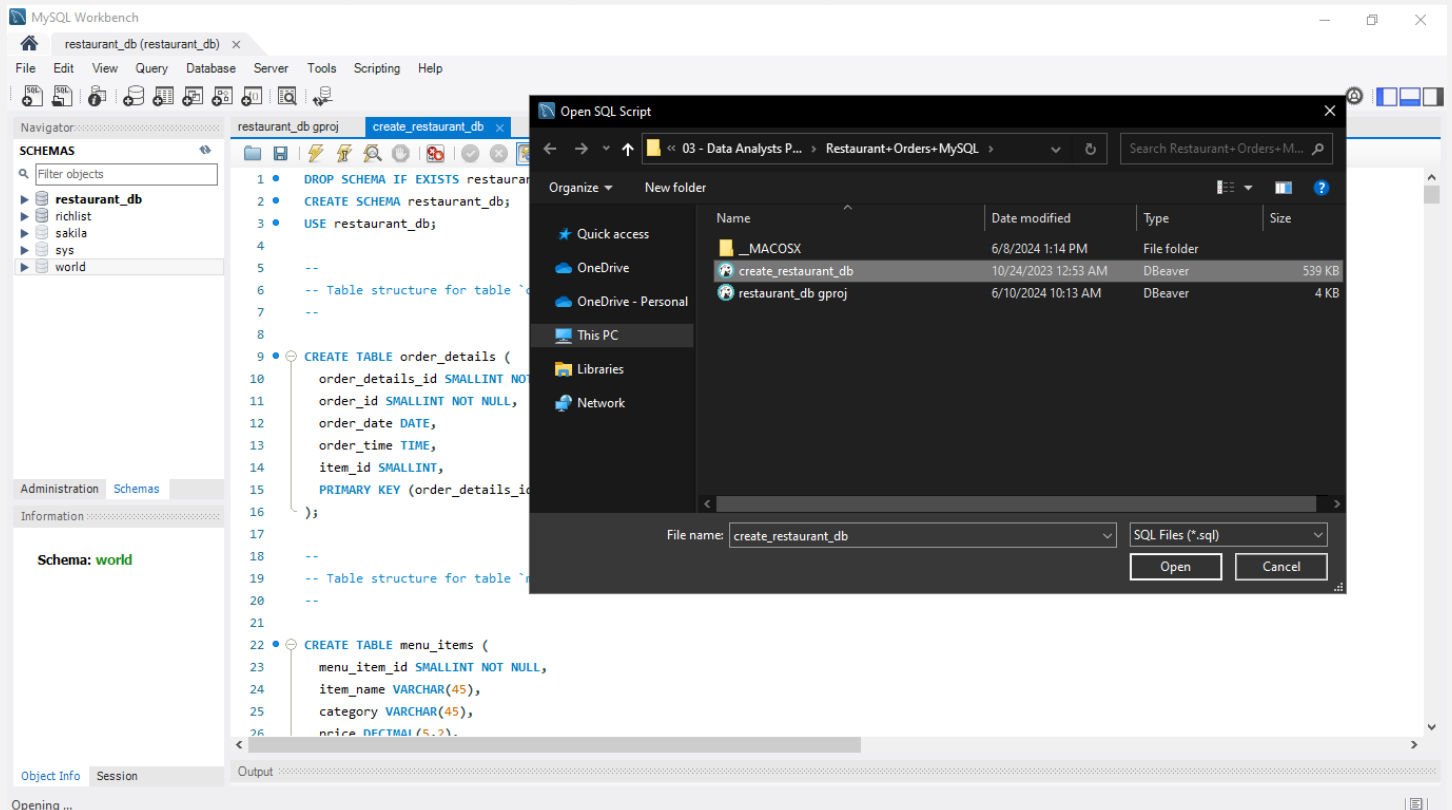 MySQL Workbench
restaurant_db (restaurant_db)
File Edit View Query Database Server Tools Scripting Help
Navigator
SCHEMAS
Filter objects
restaurant_db
richlist
sakila
sys
world
Administration Schemas
Information
Schema: world
Object Info Session
Opening ...
restaurant_db gproj create_restaurant_db
1 DROP SCHEMA IF EXISTS restauran
2 CREATE SCHEMA restaurant_db;
3 USE restaurant_db;
4
5 --
6 -- Table structure for table `o
7 --
8
9 CREATE TABLE order_details (
10 order_details_id SMALLINT NOT
11 order_id SMALLINT NOT NULL,
12 order_date DATE,
13 order_time TIME,
14 item_id SMALLINT,
15 PRIMARY KEY (order_details_id
16 );
17
18 --
19 -- Table structure for table `m
20 --
21
22 CREATE TABLE menu_items (
23 menu_item_id SMALLINT NOT NULL,
24 item_name VARCHAR(45),
25 category VARCHAR(45),
26 price DECIMAL(5,2),
Output
Open SQL Script
« 03 - Data Analysts P... › Restaurant+Orders+MySQL ›
Search Restaurant+Orders+M...
Organize New folder
Quick access
OneDrive
OneDrive - Personal
This PC
Libraries
Network
Name Date modified Type Size
__MACOSX 6/8/2024 1:14 PM File folder
create_restaurant_db 10/24/2023 12:53 AM DBeaver 539 KB
restaurant_db gproj 6/10/2024 10:13 AM DBeaver 4 KB
File name: create_restaurant_db SQL Files (*.sql)
Open Cancel